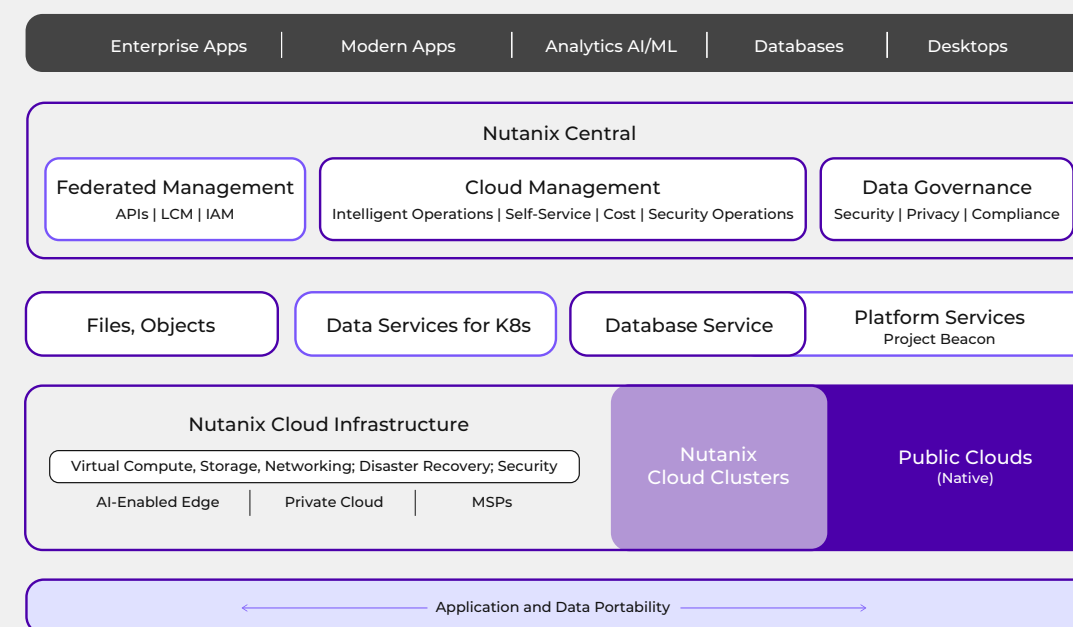 Enterprise Apps | Modern Apps | Analytics AI/ML | Databases | Desktops
Nutanix Central
Federated Management
APIs | LCM | IAM
Cloud Management
Intelligent Operations | Self-Service | Cost | Security Operations
Data Governance
Security | Privacy | Compliance
Files, Objects
Data Services for K8s
Database Service
Platform Services
Project Beacon
Nutanix Cloud Infrastructure
Virtual Compute, Storage, Networking; Disaster Recovery; Security
AI-Enabled Edge | Private Cloud | MSPs
Nutanix
Cloud Clusters
Public Clouds
(Native)
Application and Data Portability